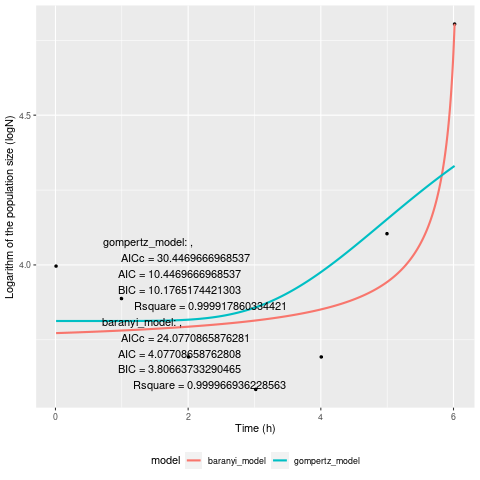 4.5
4.0
Logarithm of the population size (logN)
gompertz_model: ,
AICc = 30.4469666968537
AIC = 10.4469666968537
BIC = 10.1765174421303
Rsquare = 0.999917860334421
baranyi_model: ,
AICc = 24.0770865876281
AIC = 4.07708658762808
BIC = 3.80663733290465
Rsquare = 0.999966936228563
0 2 4 6
Time (h)
model baranyi_model gompertz_model